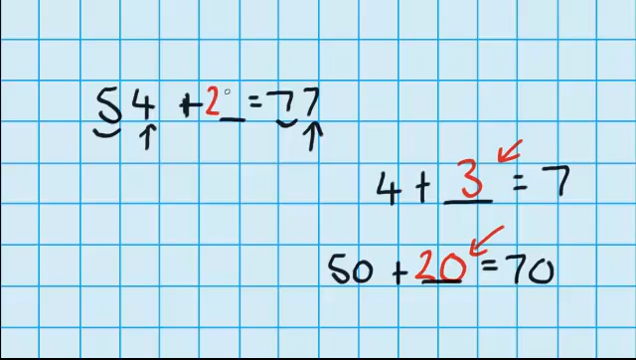 54 + 2_ = 77
4 + 3 = 7
50 + 20 = 70